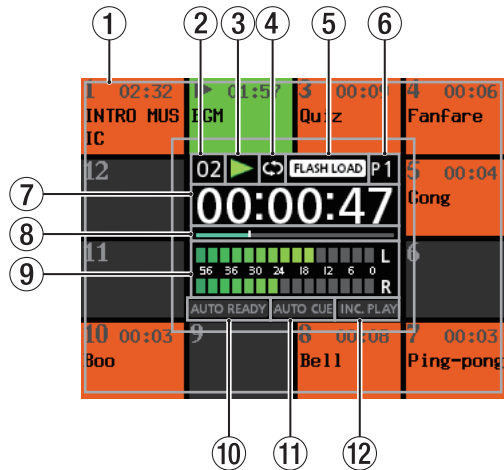 ① ② ③ ④ ⑤ ⑥
1 02:32 01:57 3 00:09 4 00:06
INTRO MUS BGM Quiz Fanfare
IC
12 02 FLASH LOAD P1 5 00:04
⑦ 00:00:47 Gong
⑧
11 L 6
⑨ 56 36 30 24 18 12 6 0
R
AUTO READY AUTO CUE INC. PLAY
10 00:03 9 8 00:08 7 00:03
Boo Bell Ping-pong
⑩ ⑪ ⑫